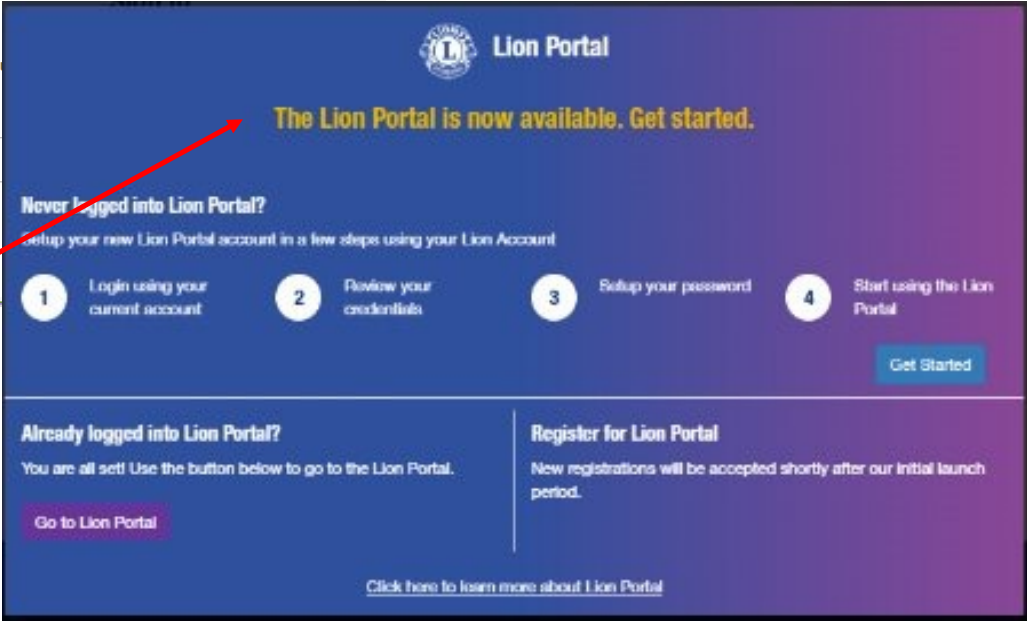 Lion Portal
The Lion Portal is now available. Get started.
Never logged into Lion Portal?
Setup your new Lion Portal account in a few steps using your Lion Account
1
Login using your
current account
2
Review your
credentials
3
Setup your password
4
Start using the Lion
Portal
Get Started
Already logged into Lion Portal?
You are all set! Use the button below to go to the Lion Portal.
Go to Lion Portal
Register for Lion Portal
New registrations will be accepted shortly after our initial launch
period.
Click here to learn more about Lion Portal